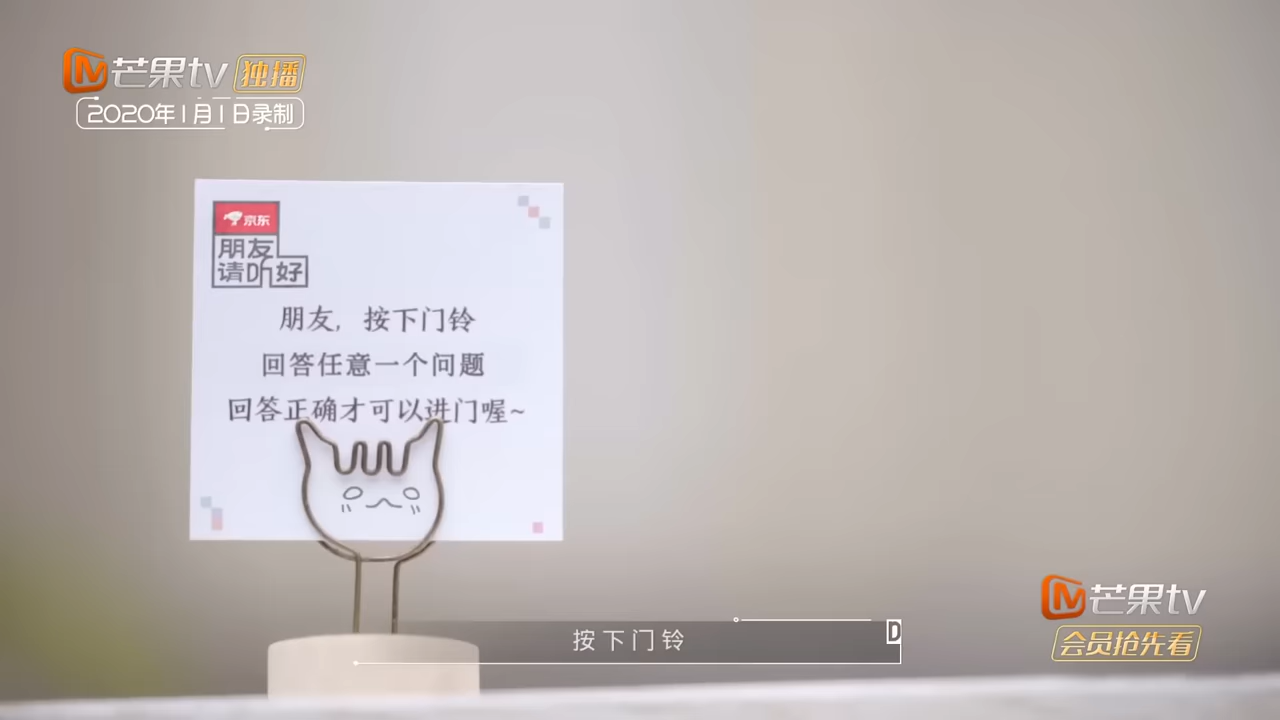 芒果tv 独播
2020年1月1日录制
京东
朋友
请听好
朋友，按下门铃
回答任意一个问题
回答正确才可以进门喔~
按下门铃
D
芒果tv
会员抢先看